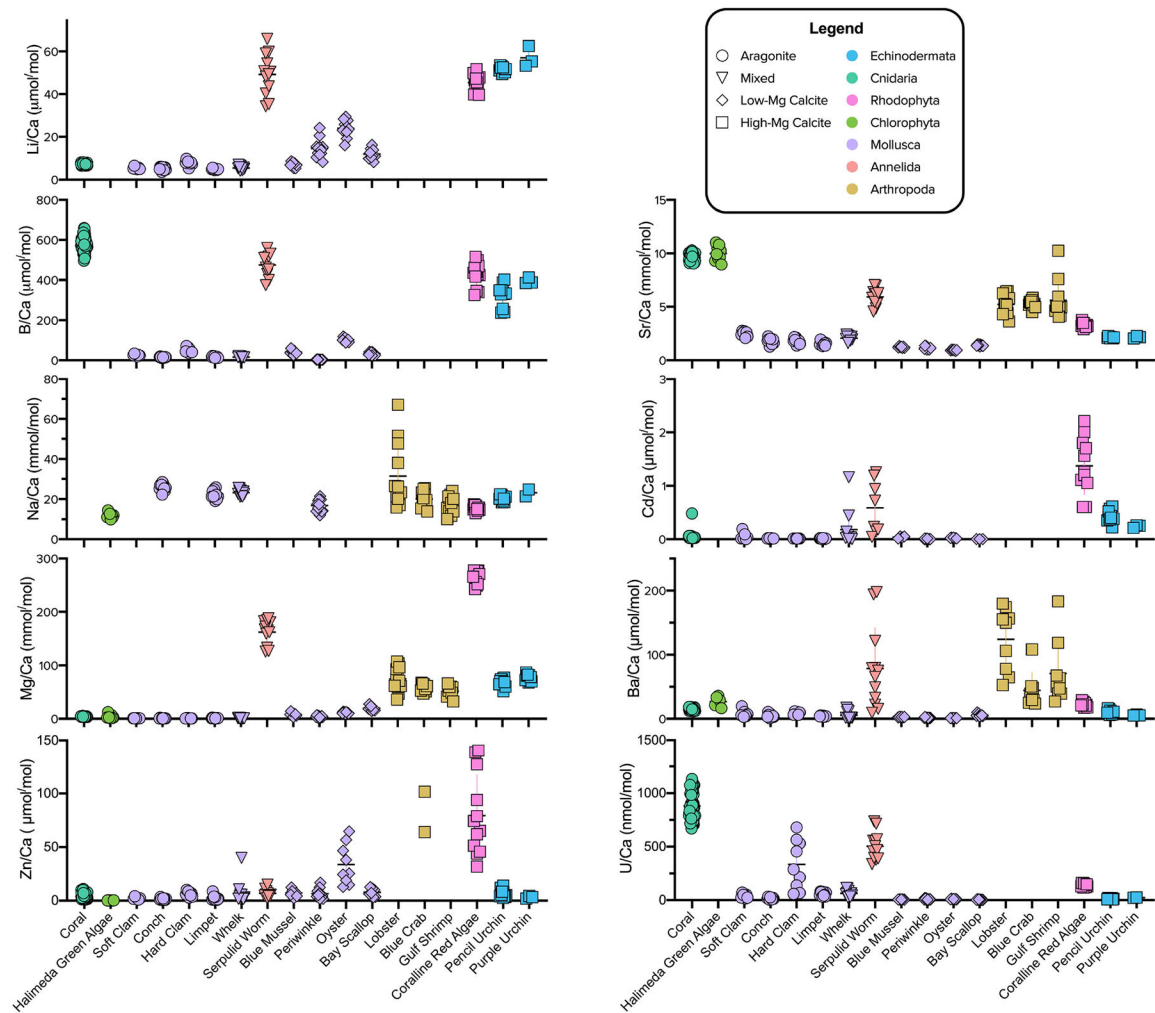 Legend
Aragonite
Mixed
Low-Mg Calcite
High-Mg Calcite
Echinodermata
Cnidaria
Rhodophyta
Chlorophyta
Mollusca
Annelida
Arthropoda
Li/Ca (μmol/mol)
60
40
20
0
B/Ca (μmol/mol)
800
600
400
200
0
Na/Ca (mmol/mol)
80
60
40
20
0
Mg/Ca (mmol/mol)
300
200
100
0
Zn/Ca ( μmol/mol)
150
100
50
0
Coral
Halimeda Green Algae
Soft Clam
Conch
Hard Clam
Limpet
Whelk
Serpulid Worm
Blue Mussel
Periwinkle
Oyster
Bay Scallop
Lobster
Blue Crab
Gulf Shrimp
Coralline Red Algae
Pencil Urchin
Purple Urchin
Sr/Ca (mmol/mol)
15
10
5
0
Cd/Ca (μmol/mol)
3
2
1
0
Ba/Ca (μmol/mol)
200
150
100
50
0
U/Ca (nmol/mol)
1500
1000
500
0
Coral
Halimeda Green Algae
Soft Clam
Conch
Hard Clam
Limpet
Whelk
Serpulid Worm
Blue Mussel
Periwinkle
Oyster
Bay Scallop
Lobster
Blue Crab
Gulf Shrimp
Coralline Red Algae
Pencil Urchin
Purple Urchin